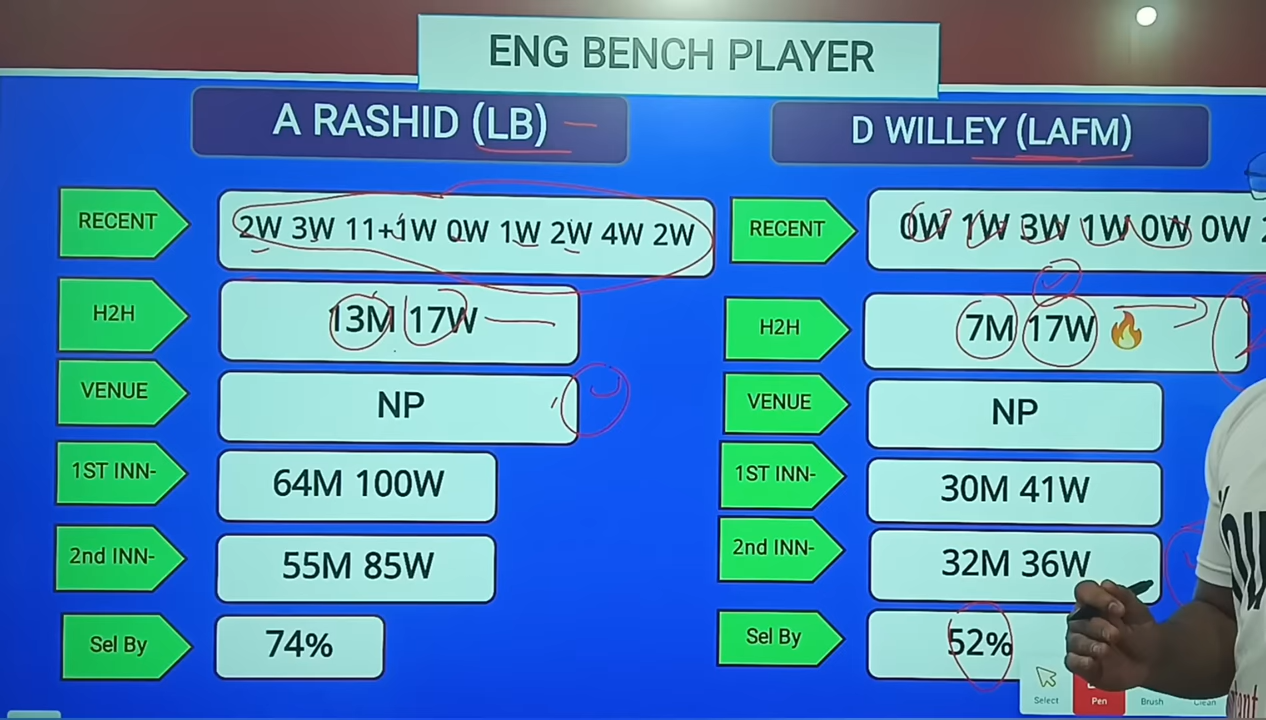 ENG BENCH PLAYER
A RASHID (LB)
RECENT
2W 3W 11+1W 0W 1W 2W 4W 2W
H2H
13M 17W
VENUE
NP
1ST INN-
64M 100W
2nd INN-
55M 85W
Sel By
74%
D WILLEY (LAFM)
RECENT
0W 1W 3W 1W 0W 0W
H2H
7M 17W 🔥
VENUE
NP
1ST INN-
30M 41W
2nd INN-
32M 36W
Sel By
52%
Select
Pen
Brush
Clean